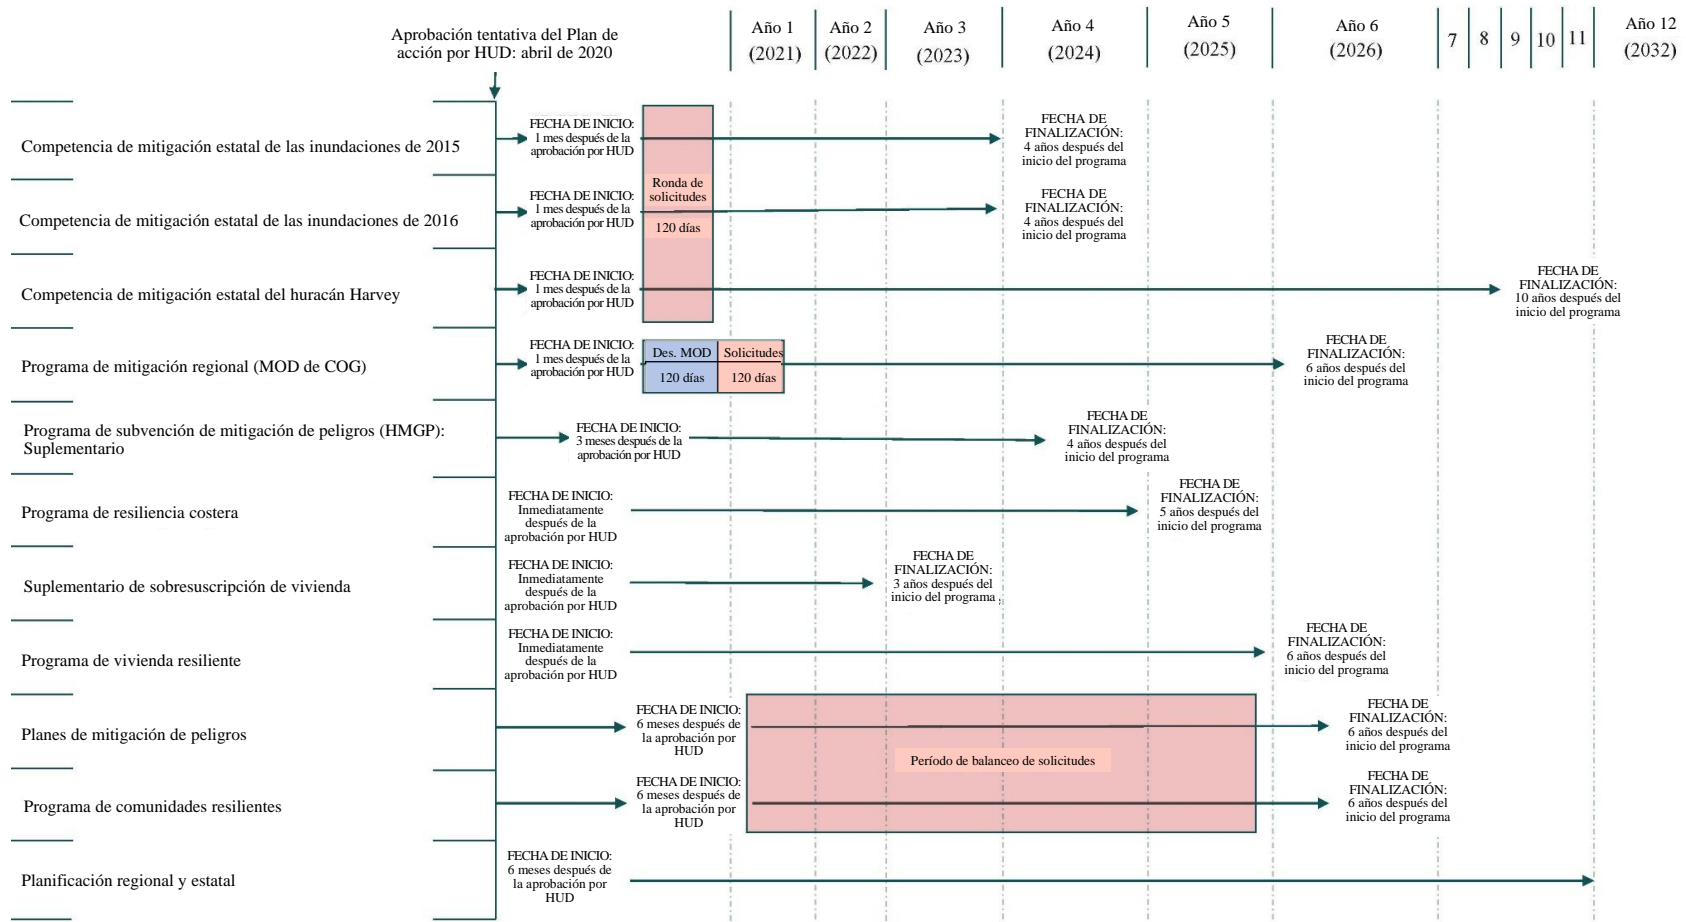 Aprobación tentativa del Plan de
acción por HUD: abril de 2020
Año 1
(2021)
Año 2
(2022)
Año 3
(2023)
Año 4
(2024)
Año 5
(2025)
Año 6
(2026)
7
8
9
10
11
Año 12
(2032)
Competencia de mitigación estatal de las inundaciones de 2015
FECHA DE INICIO:
1 mes después de la
aprobación por HUD
FECHA DE
FINALIZACIÓN:
4 años después del
inicio del programa
Ronda de
solicitudes
120 días
Competencia de mitigación estatal de las inundaciones de 2016
FECHA DE INICIO:
1 mes después de la
aprobación por HUD
FECHA DE
FINALIZACIÓN:
4 años después del
inicio del programa
Competencia de mitigación estatal del huracán Harvey
FECHA DE INICIO:
1 mes después de la
aprobación por HUD
FECHA DE
FINALIZACIÓN:
10 años después del
inicio del programa
Programa de mitigación regional (MOD de COG)
FECHA DE INICIO:
1 mes después de la
aprobación por HUD
Des. MOD
120 días
Solicitudes
120 días
FECHA DE
FINALIZACIÓN:
6 años después del
inicio del programa
Programa de subvención de mitigación de peligros (HMGP):
Suplementario
FECHA DE INICIO:
3 meses después de la
aprobación por HUD
FECHA DE
FINALIZACIÓN:
4 años después del
inicio del programa
Programa de resiliencia costera
FECHA DE INICIO:
Inmediatamente
después de la
aprobación por HUD
FECHA DE
FINALIZACIÓN:
5 años después del
inicio del programa
Suplementario de sobresuscripción de vivienda
FECHA DE INICIO:
Inmediatamente
después de la
aprobación por HUD
FECHA DE
FINALIZACIÓN:
3 años después del
inicio del programa
Programa de vivienda resiliente
FECHA DE INICIO:
Inmediatamente
después de la
aprobación por HUD
FECHA DE
FINALIZACIÓN:
6 años después del
inicio del programa
Planes de mitigación de peligros
FECHA DE INICIO:
6 meses después de
la aprobación por
HUD
FECHA DE
FINALIZACIÓN:
6 años después del
inicio del programa
Período de balanceo de solicitudes
Programa de comunidades resilientes
FECHA DE INICIO:
6 meses después de
la aprobación por
HUD
FECHA DE
FINALIZACIÓN:
6 años después del
inicio del programa
Planificación regional y estatal
FECHA DE INICIO:
6 meses después de
la aprobación por
HUD